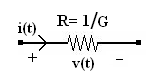 i(t) R= 1/G
+ v(t) −